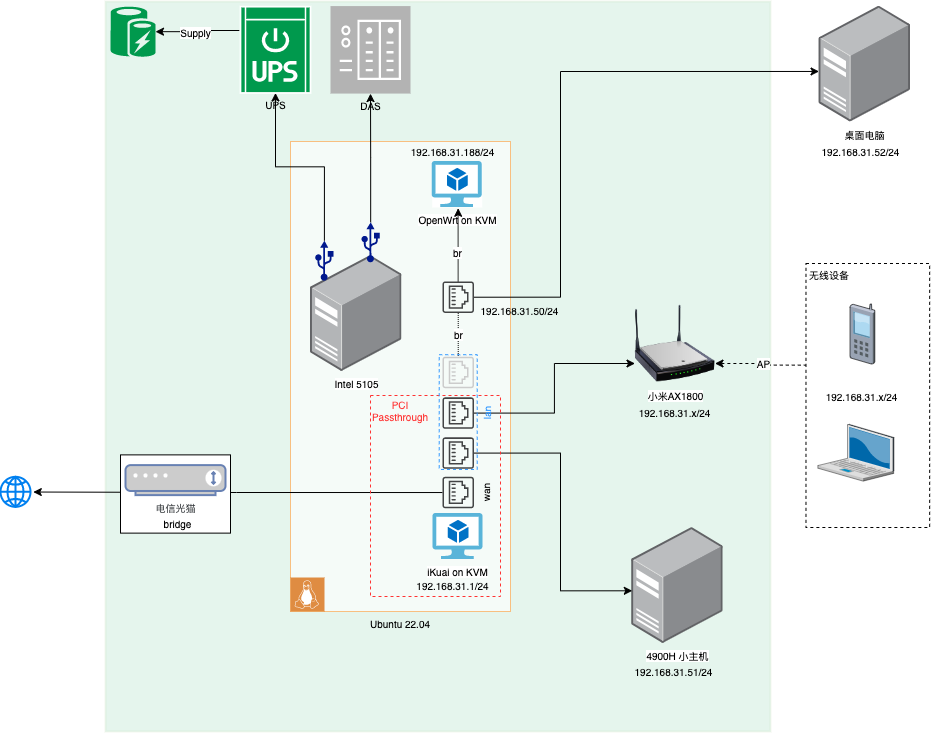 Supply
UPS
UPS
DAS
桌面电脑
192.168.31.52/24
192.168.31.188/24
OpenWrt on KVM
br
192.168.31.50/24
br
Intel 5105
PCI
Passthrough
lan
wan
iKuai on KVM
192.168.31.1/24
Ubuntu 22.04
小米AX1800
192.168.31.x/24
AP
无线设备
192.168.31.x/24
电信光猫
bridge
4900H 小主机
192.168.31.51/24